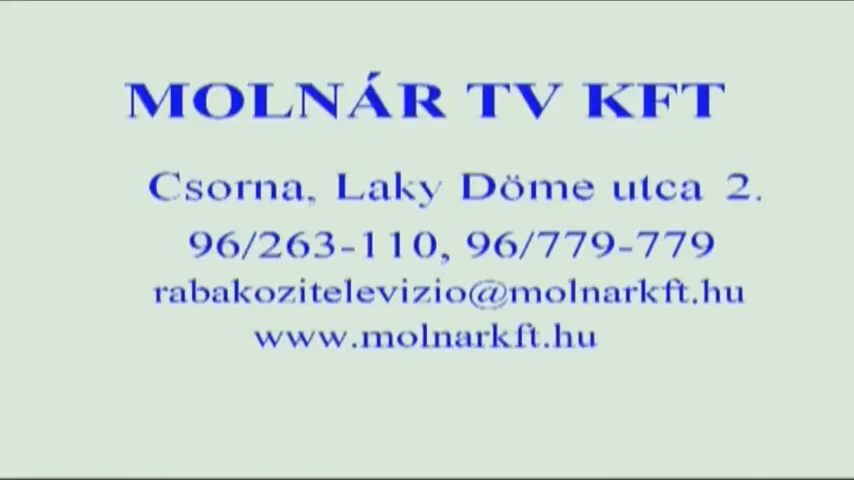 MOLNÁR TV KFT
Csorna, Laky Döme utca 2.
96/263-110, 96/779-779
rabakozitelevizio@molnarkft.hu
www.molnarkft.hu